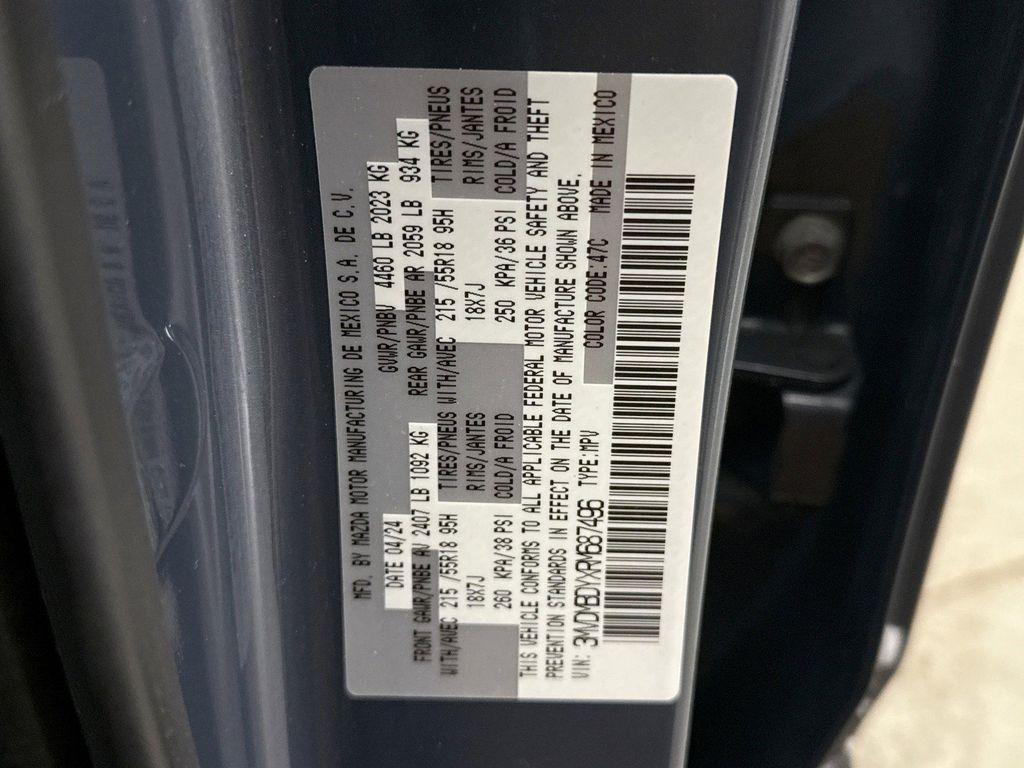 MFD. BY MAZDA MOTOR MANUFACTURING DE MEXICO S.A. DE C.V.
DATE 04/24 GVWR/PNBV 4460 LB 2023 KG
FRONT GAWR/PNBE AV 2407 LB 1092 KG REAR GAWR/PNBE AR 2059 LB 934 KG
WITH/AVEC 215 /55R18 95H TIRES/PNEUS WITH/AVEC 215 /55R18 95H TIRES/PNEUS
18X7J RIMS/JANTES 18X7J RIMS/JANTES
260 KPA/38 PSI COLD/A FROID 250 KPA/36 PSI COLD/A FROID
THIS VEHICLE CONFORMS TO ALL APPLICABLE FEDERAL MOTOR VEHICLE SAFETY AND THEFT
PREVENTION STANDARDS IN EFFECT ON THE DATE OF MANUFACTURE SHOWN ABOVE.
VIN: 3MVDMBDYXRM687496 TYPE:MPV COLOR CODE:47C MADE IN MEXICO